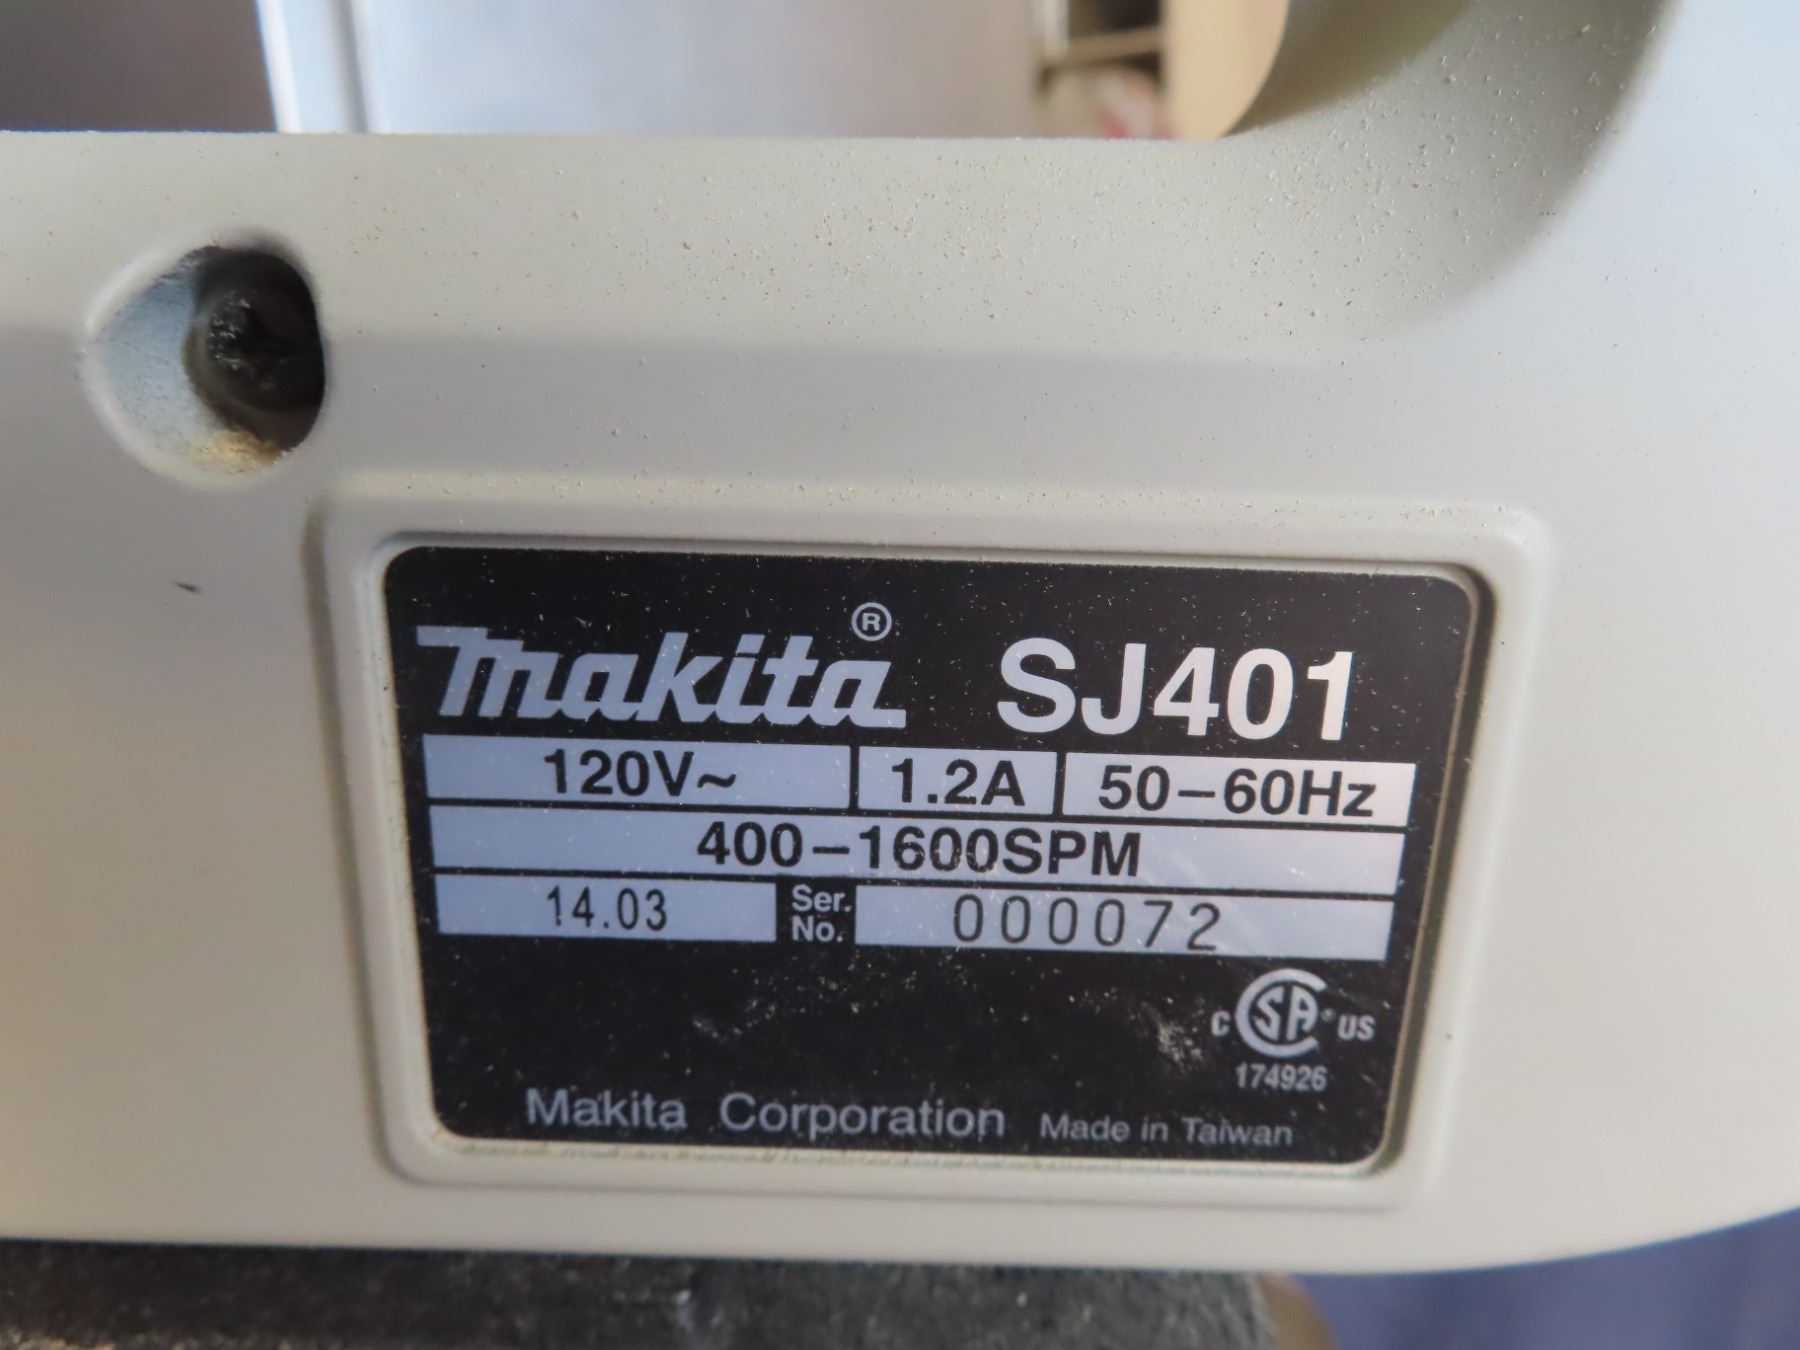 makita® SJ401
120V~ 1.2A 50-60Hz
400-1600SPM
14.03 Ser. No. 000072
C SA® US
174926
Makita Corporation Made in Taiwan